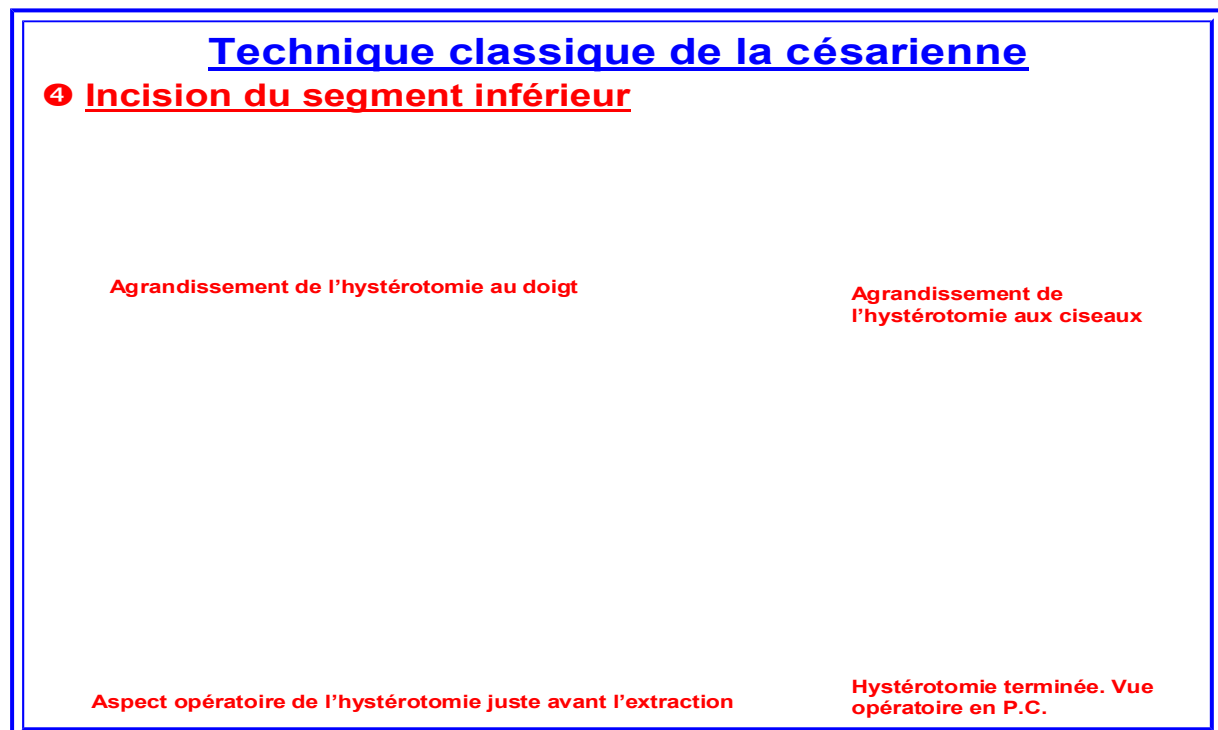 Technique classique de la césarienne
❹ Incision du segment inférieur
Agrandissement de l’hystérotomie au doigt
Agrandissement de
l’hystérotomie aux ciseaux
Aspect opératoire de l’hystérotomie juste avant l’extraction
Hystérotomie terminée. Vue
opératoire en P.C.